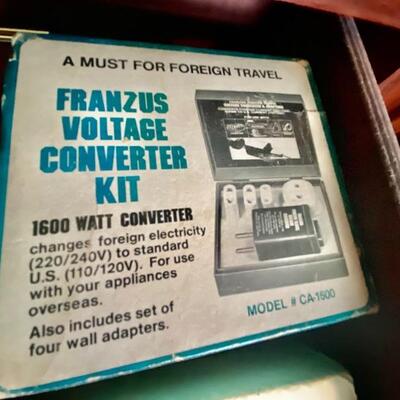 A MUST FOR FOREIGN TRAVEL
FRANZUS
VOLTAGE
CONVERTER
KIT
1600 WATT CONVERTER
changes foreign electricity
(220/240V) to standard
U.S. (110/120V). For use
with your appliances
overseas.
Also includes set of
four wall adapters.
MODEL # CA-1600